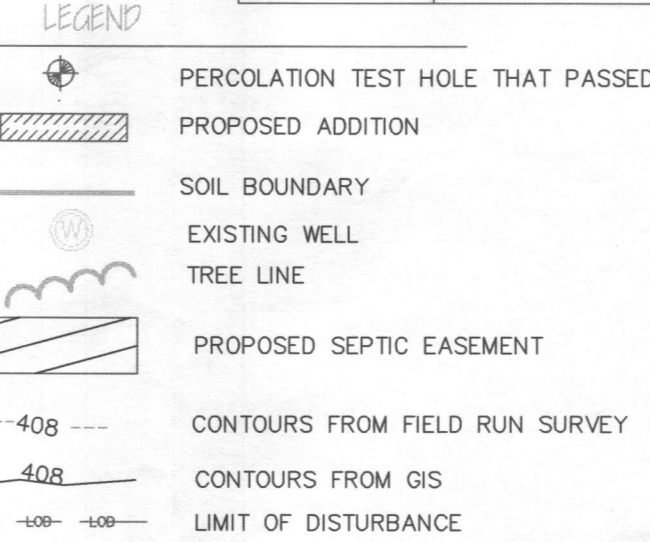 LEGEND
PERCOLATION TEST HOLE THAT PASSED
PROPOSED ADDITION
SOIL BOUNDARY
W EXISTING WELL
TREE LINE
PROPOSED SEPTIC EASEMENT
408 CONTOURS FROM FIELD RUN SURVEY
408 CONTOURS FROM GIS
LOD LOD LIMIT OF DISTURBANCE